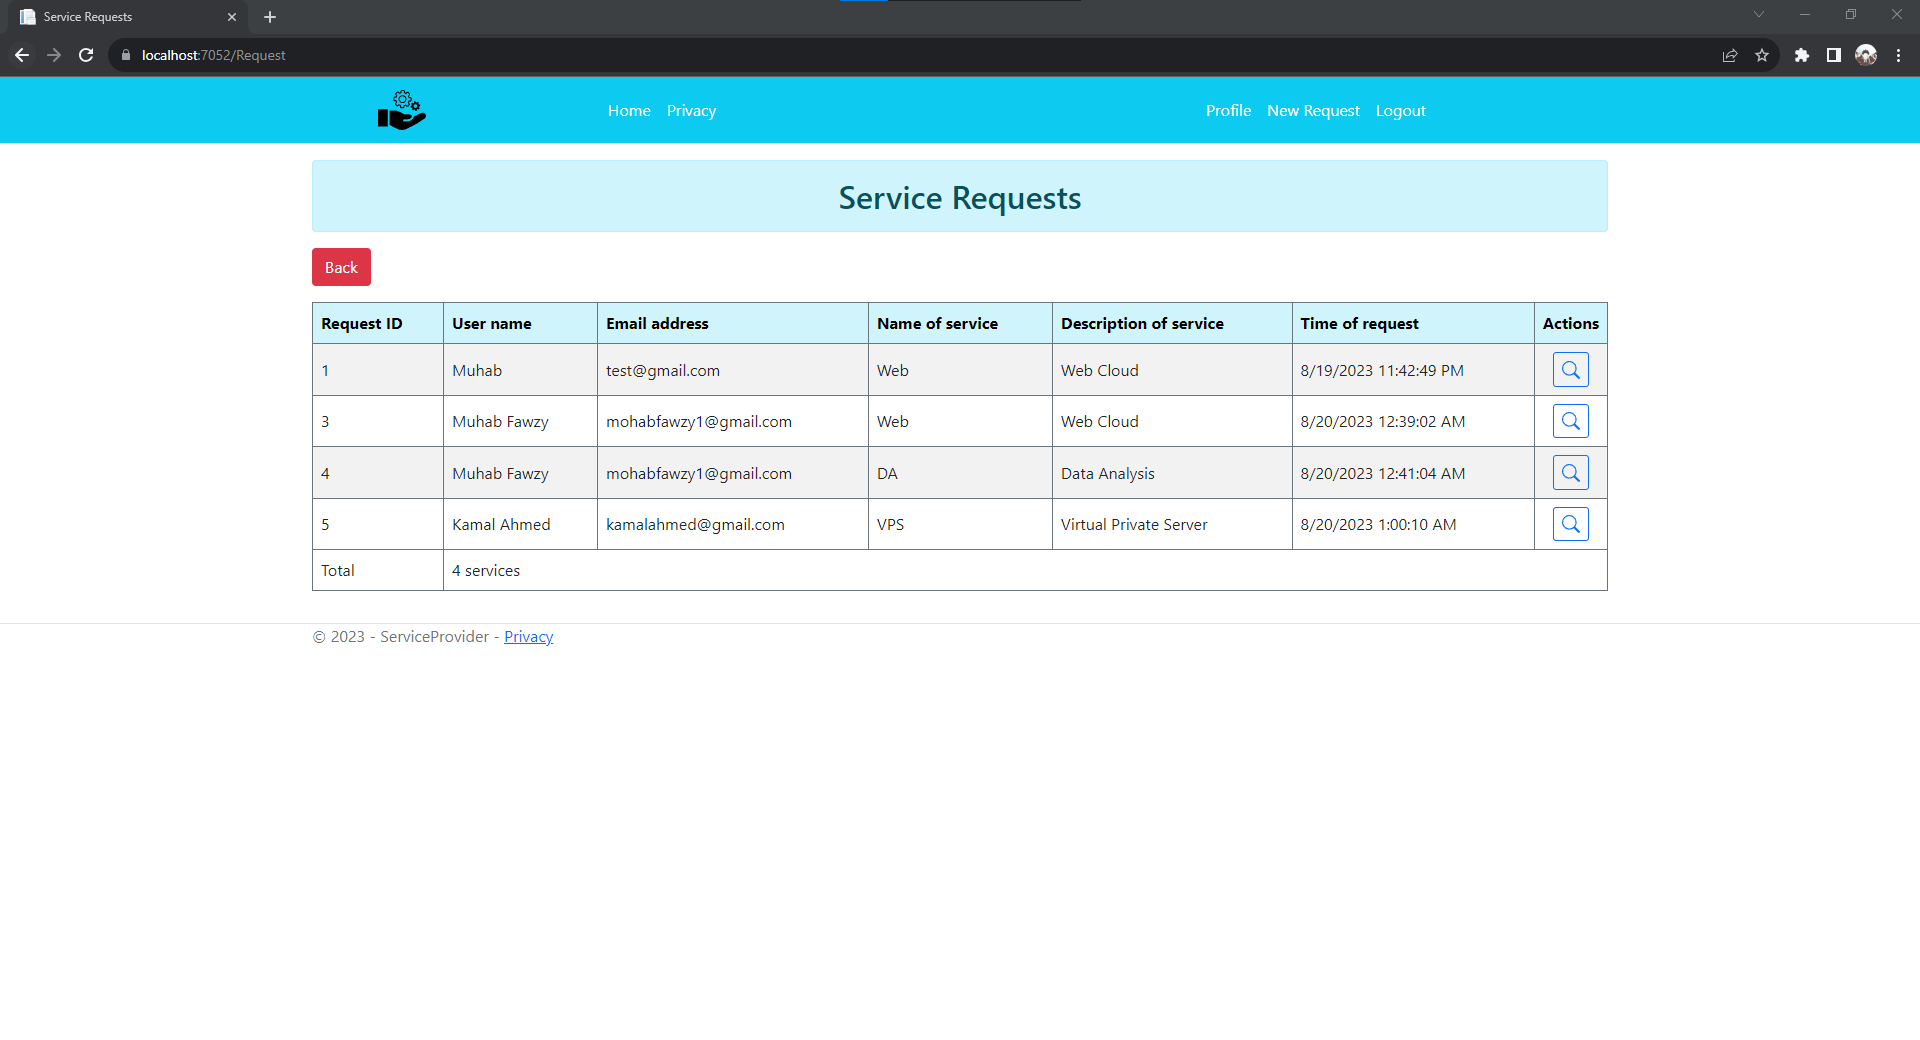 Service Requests
localhost:7052/Request
Home Privacy Profile New Request Logout
Service Requests
Back
Request ID User name Email address Name of service Description of service Time of request Actions
1 Muhab test@gmail.com Web Web Cloud 8/19/2023 11:42:49 PM
3 Muhab Fawzy mohabfawzy1@gmail.com Web Web Cloud 8/20/2023 12:39:02 AM
4 Muhab Fawzy mohabfawzy1@gmail.com DA Data Analysis 8/20/2023 12:41:04 AM
5 Kamal Ahmed kamalahmed@gmail.com VPS Virtual Private Server 8/20/2023 1:00:10 AM
Total 4 services
© 2023 - ServiceProvider - Privacy